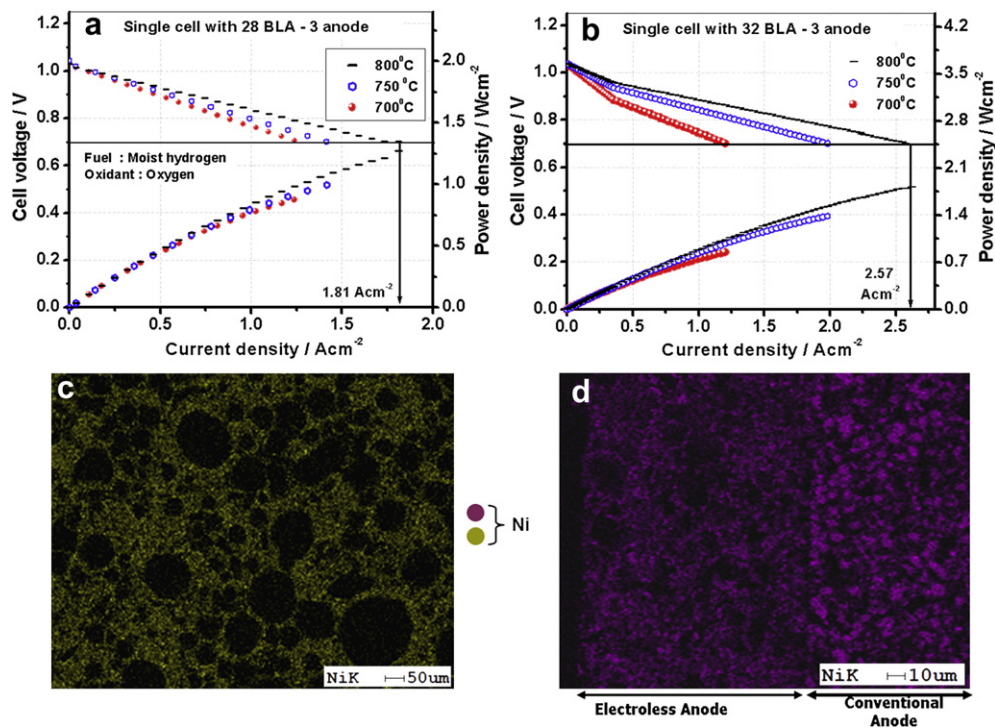 a
Single cell with 28 BLA - 3 anode
800⁰C
750⁰C
700⁰C
Fuel : Moist hydrogen
Oxidant : Oxygen
1.81 Acm⁻²
1.2
1.0
0.8
0.6
0.4
0.2
0.0
Cell voltage / V
0.0
0.5
1.0
1.5
2.0
Current density / Acm⁻²
2.0
1.5
1.0
0.5
0.0
Power density / Wcm⁻²
b
Single cell with 32 BLA - 3 anode
800⁰C
750⁰C
700⁰C
2.57
Acm⁻²
1.2
1.0
0.8
0.6
0.4
0.2
0.0
Cell voltage / V
0.0
0.5
1.0
1.5
2.0
2.5
Current density / Acm⁻²
4.2
3.5
2.8
2.1
1.4
0.7
0.0
Power density / Wcm⁻²
c
NiK 50um
Ni
d
NiK 10um
Electroless Anode
Conventional
Anode